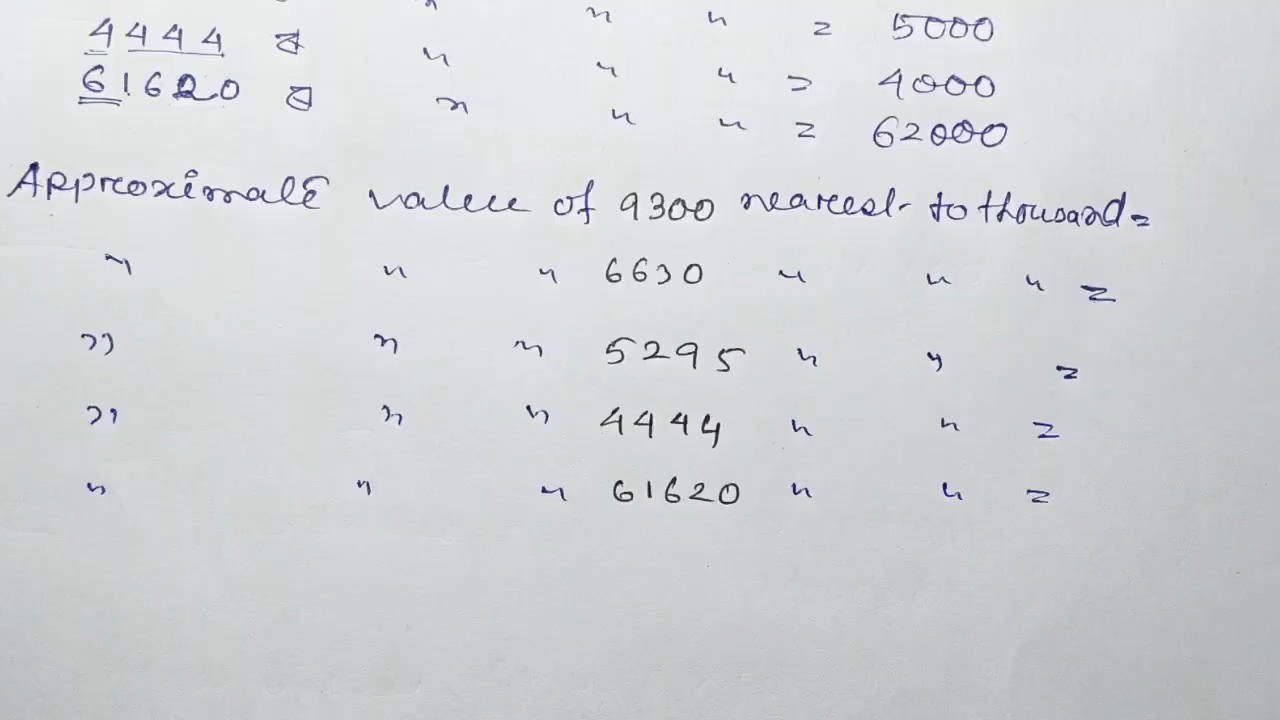 " " = 5000
4444 র " " " = 4000
61620 র " " " = 62000
Approximate value of 9300 nearest to thousand =
" " " 6630 " " " =
" " " 5295 " " =
" " " 4444 " " =
" " " 61620 " " =